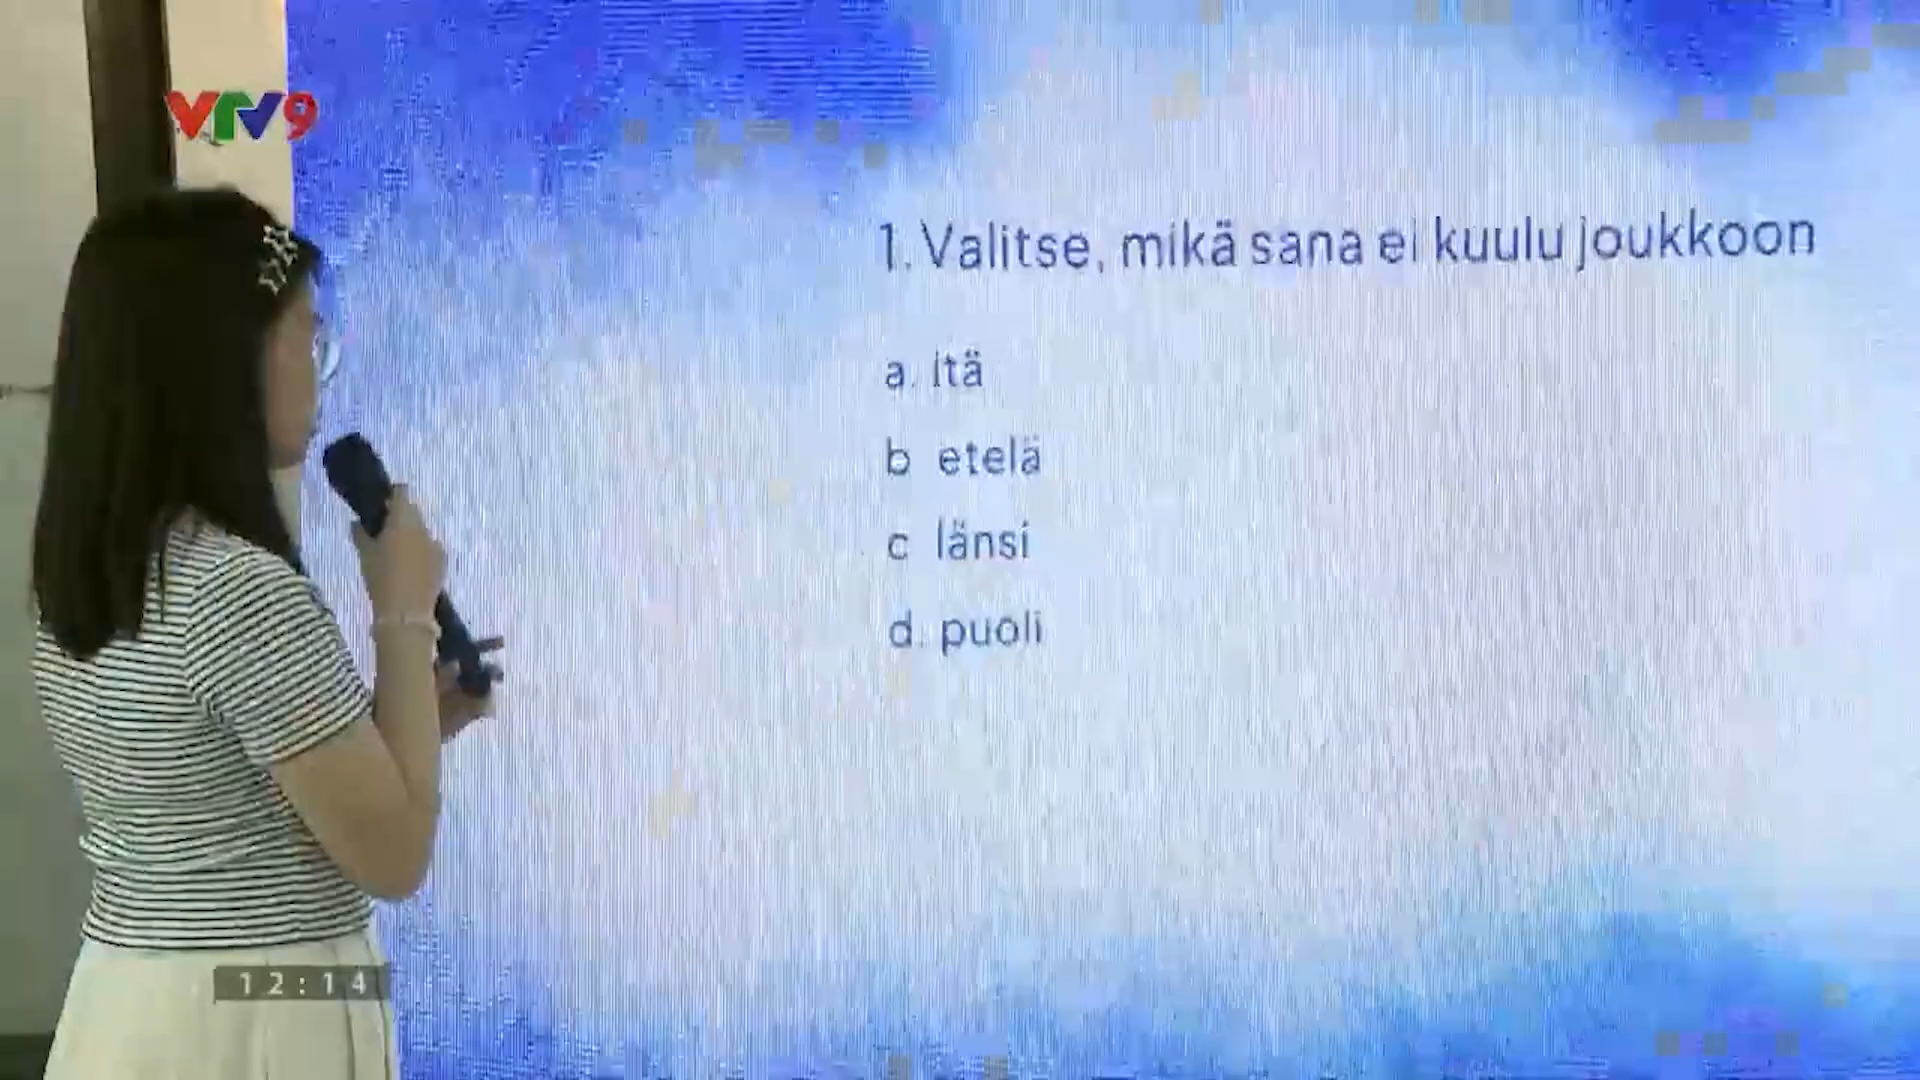 VTV9
1. Valitse, mikä sana ei kuulu joukkoon
a. itä
b etelä
c länsi
d. puoli
12:14